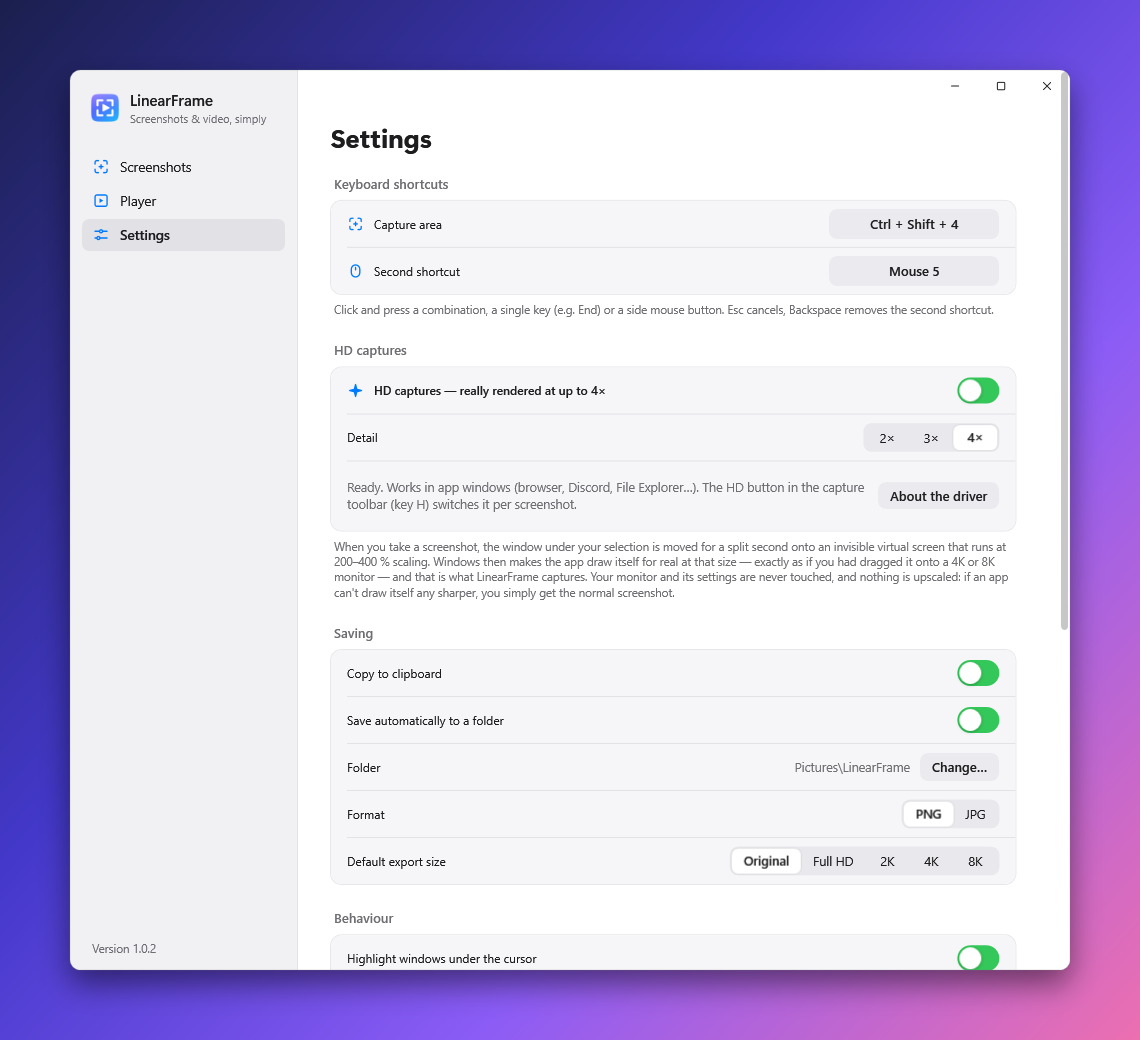 LinearFrame
Screenshots & video, simply
Screenshots
Player
Settings
Version 1.0.2
Settings
Keyboard shortcuts
Capture area
Ctrl + Shift + 4
Second shortcut
Mouse 5
Click and press a combination, a single key (e.g. End) or a side mouse button. Esc cancels, Backspace removes the second shortcut.
HD captures
HD captures — really rendered at up to 4×
Detail
2× 3× 4×
Ready. Works in app windows (browser, Discord, File Explorer...). The HD button in the capture
toolbar (key H) switches it per screenshot.
About the driver
When you take a screenshot, the window under your selection is moved for a split second onto an invisible virtual screen that runs at
200–400 % scaling. Windows then makes the app draw itself for real at that size — exactly as if you had dragged it onto a 4K or 8K
monitor — and that is what LinearFrame captures. Your monitor and its settings are never touched, and nothing is upscaled: if an app
can't draw itself any sharper, you simply get the normal screenshot.
Saving
Copy to clipboard
Save automatically to a folder
Folder
Pictures\LinearFrame
Change...
Format
PNG JPG
Default export size
Original Full HD 2K 4K 8K
Behaviour
Highlight windows under the cursor